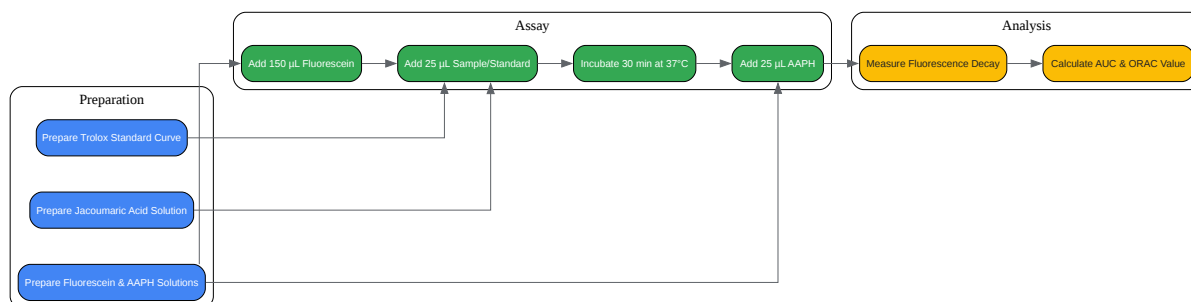 Preparation
Prepare Trolox Standard Curve
Prepare Jacoumaric Acid Solution
Prepare Fluorescein & AAPH Solutions
Assay
Add 150 µL Fluorescein
Add 25 µL Sample/Standard
Incubate 30 min at 37°C
Add 25 µL AAPH
Analysis
Measure Fluorescence Decay
Calculate AUC & ORAC Value